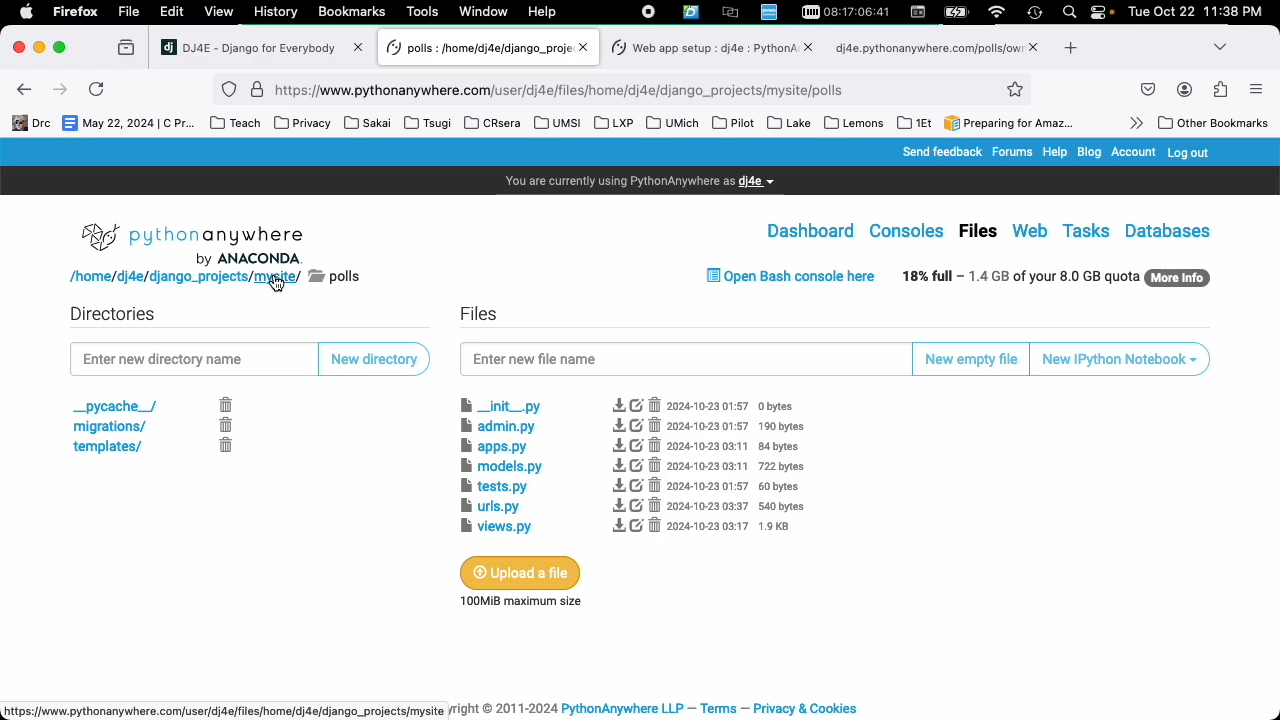 Firefox File Edit View History Bookmarks Tools Window Help 08:17:06:41 Tue Oct 22 11:38 PM
DJ4E - Django for Everybody polls : /home/dj4e/django_proje Web app setup : dj4e : PythonA dj4e.pythonanywhere.com/polls/owr
https://www.pythonanywhere.com/user/dj4e/files/home/dj4e/django_projects/mysite/polls
Drc May 22, 2024 | C Pr... Teach Privacy Sakai Tsugi CRsera UMSI LXP UMich Pilot Lake Lemons 1Et Preparing for Amaz... Other Bookmarks
Send feedback Forums Help Blog Account Log out
You are currently using PythonAnywhere as dj4e
pythonanywhere
by ANACONDA.
Dashboard Consoles Files Web Tasks Databases
/home/dj4e/django_projects/mysite/ polls
Open Bash console here 18% full – 1.4 GB of your 8.0 GB quota More Info
Directories
Files
Enter new directory name New directory
Enter new file name New empty file New IPython Notebook
__pycache__/
migrations/
templates/
__init__.py 2024-10-23 01:57 0 bytes
admin.py 2024-10-23 01:57 190 bytes
apps.py 2024-10-23 03:11 84 bytes
models.py 2024-10-23 03:11 722 bytes
tests.py 2024-10-23 01:57 60 bytes
urls.py 2024-10-23 03:37 540 bytes
views.py 2024-10-23 03:17 1.9 KB
Upload a file
100MiB maximum size
https://www.pythonanywhere.com/user/dj4e/files/home/dj4e/django_projects/mysite
yright © 2011-2024 PythonAnywhere LLP — Terms — Privacy & Cookies